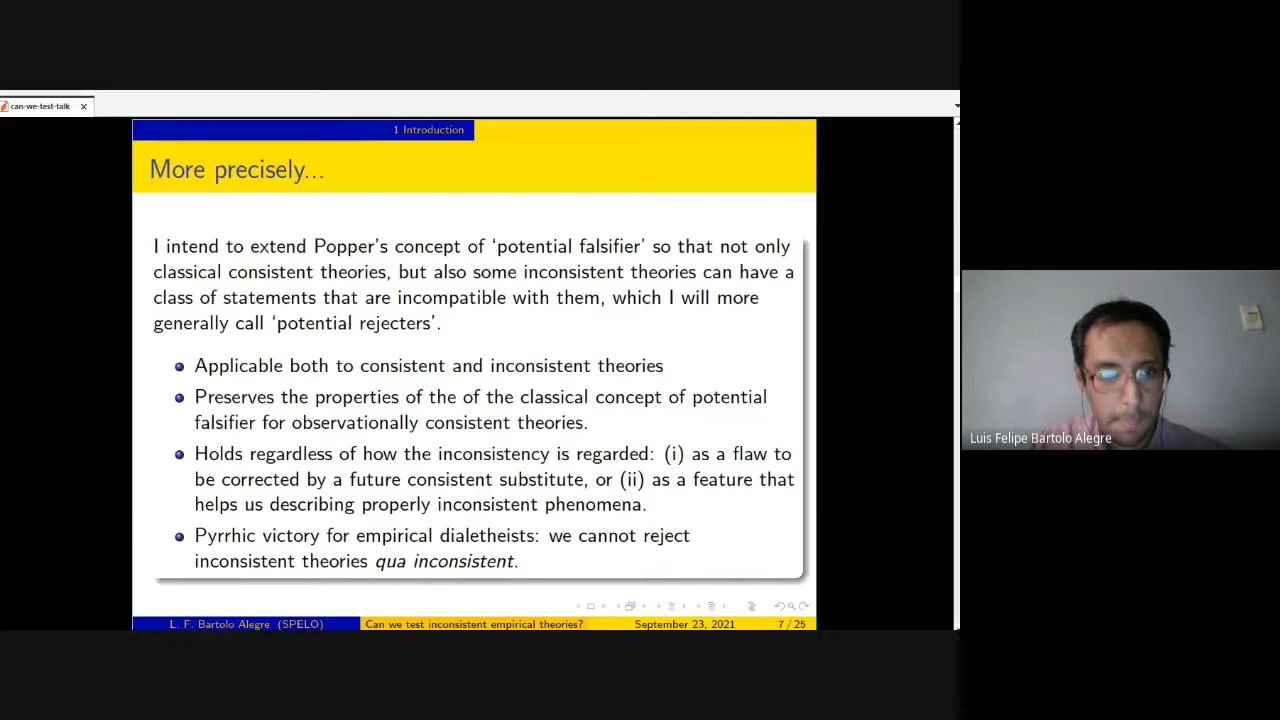 can-we-test-talk
1 Introduction
More precisely...
I intend to extend Popper's concept of ‘potential falsifier’ so that not only
classical consistent theories, but also some inconsistent theories can have a
class of statements that are incompatible with them, which I will more
generally call ‘potential rejecters’.
Applicable both to consistent and inconsistent theories
Preserves the properties of the of the classical concept of potential
falsifier for observationally consistent theories.
Holds regardless of how the inconsistency is regarded: (i) as a flaw to
be corrected by a future consistent substitute, or (ii) as a feature that
helps us describing properly inconsistent phenomena.
Pyrrhic victory for empirical dialetheists: we cannot reject
inconsistent theories qua inconsistent.
L. F. Bartolo Alegre (SPELO) Can we test inconsistent empirical theories? September 23, 2021 7 / 25
Luis Felipe Bartolo Alegre